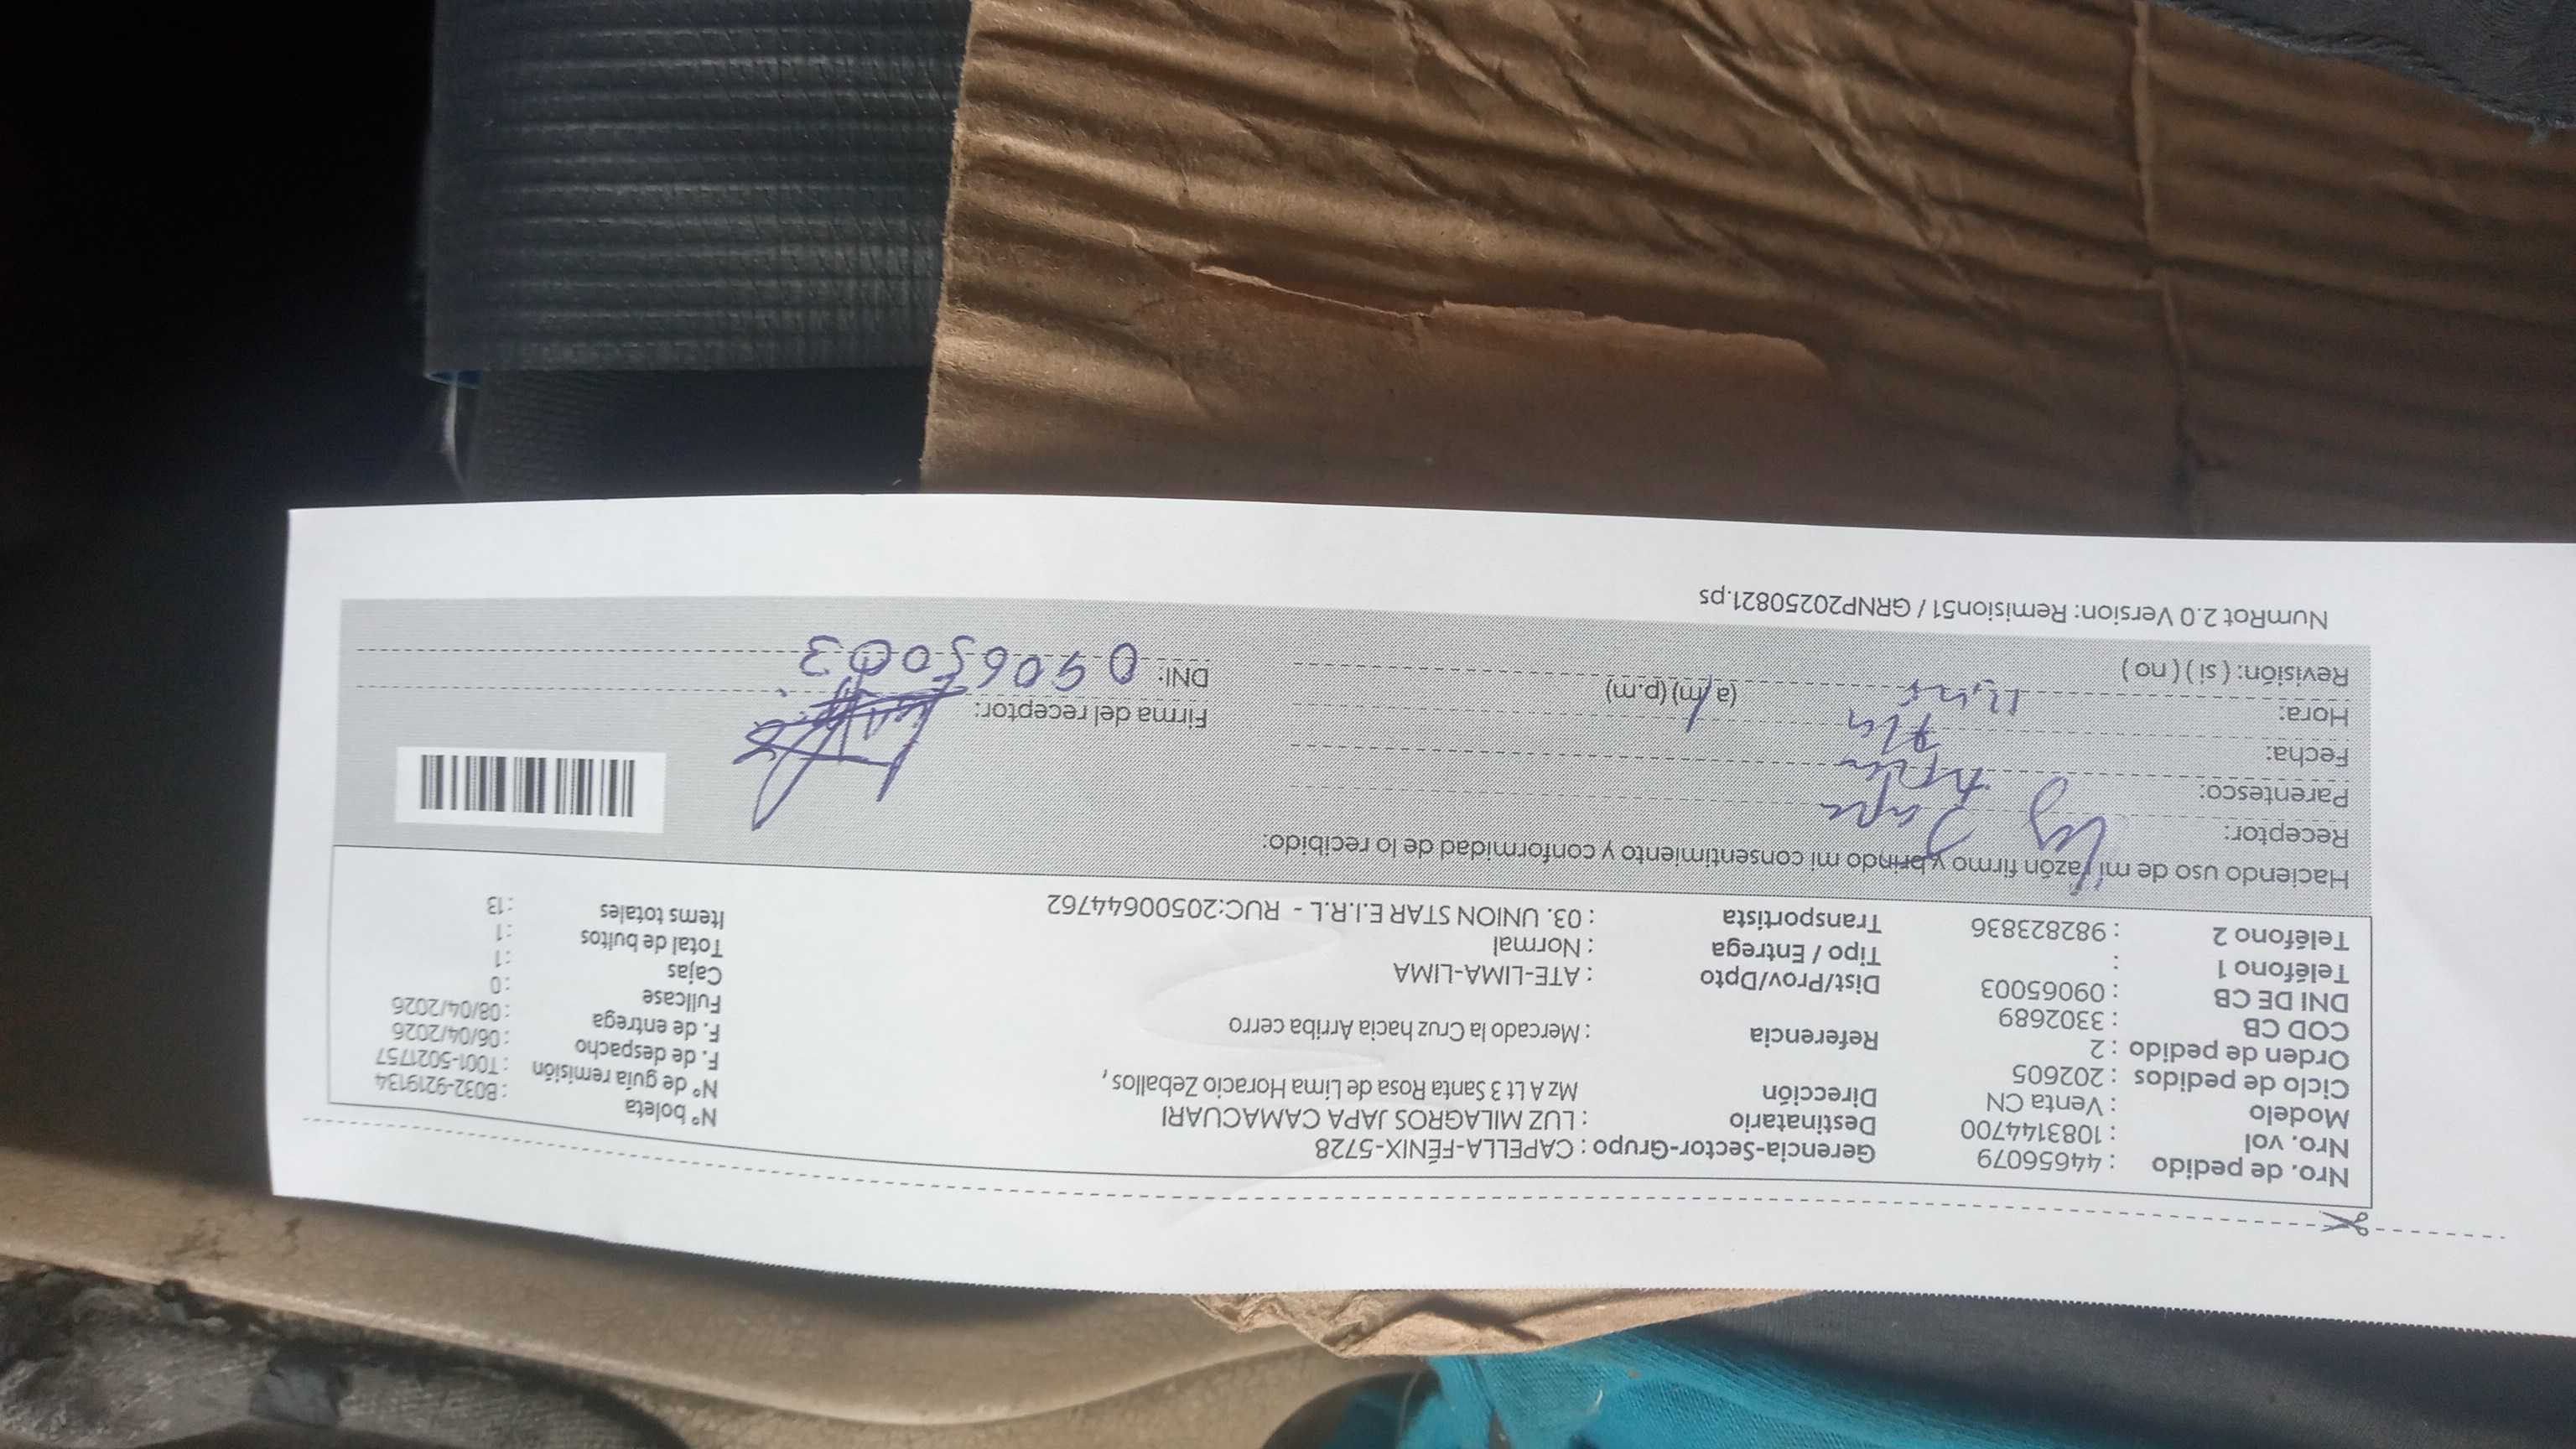 Nro. de pedido : 44656079
Nro. vol : 1083144700
Modelo : Venta CN
Ciclo de pedidos : 202605
Orden de pedido : 2
COD CB : 3302689
DNI DE CB : 09065003
Teléfono 1 :
Teléfono 2 : 982823836
Gerencia-Sector-Grupo : CAPELLA-FÉNIX-5728
Destinatario : LUZ MILAGROS JAPA CAMACUARI
Dirección Mz A Lt 3 Santa Rosa de Lima Horacio Zeballos,
Referencia : Mercado la Cruz hacia Arriba cerro
Dist/Prov/Dpto : ATE-LIMA-LIMA
Tipo / Entrega : Normal
Transportista : 03. UNION STAR E.I.R.L - RUC:20500644762
N° boleta : B032-9219134
N° de guía remisión : T001-5021757
F. de despacho : 06/04/2026
F. de entrega : 08/04/2026
Fullcase : 0
Cajas : 1
Total de bultos : 1
Items totales : 13
Haciendo uso de mi razón firmo y brindo mi consentimiento y conformidad de lo recibido:
Receptor: Luz Japa
Parentesco:
Fecha:
Hora: (a.m) (p.m)
Revisión: ( si ) ( no )
Firma del receptor:
DNI: 09065003
NumRot 2.0 Version: Remision51 / GRNP20250821.ps